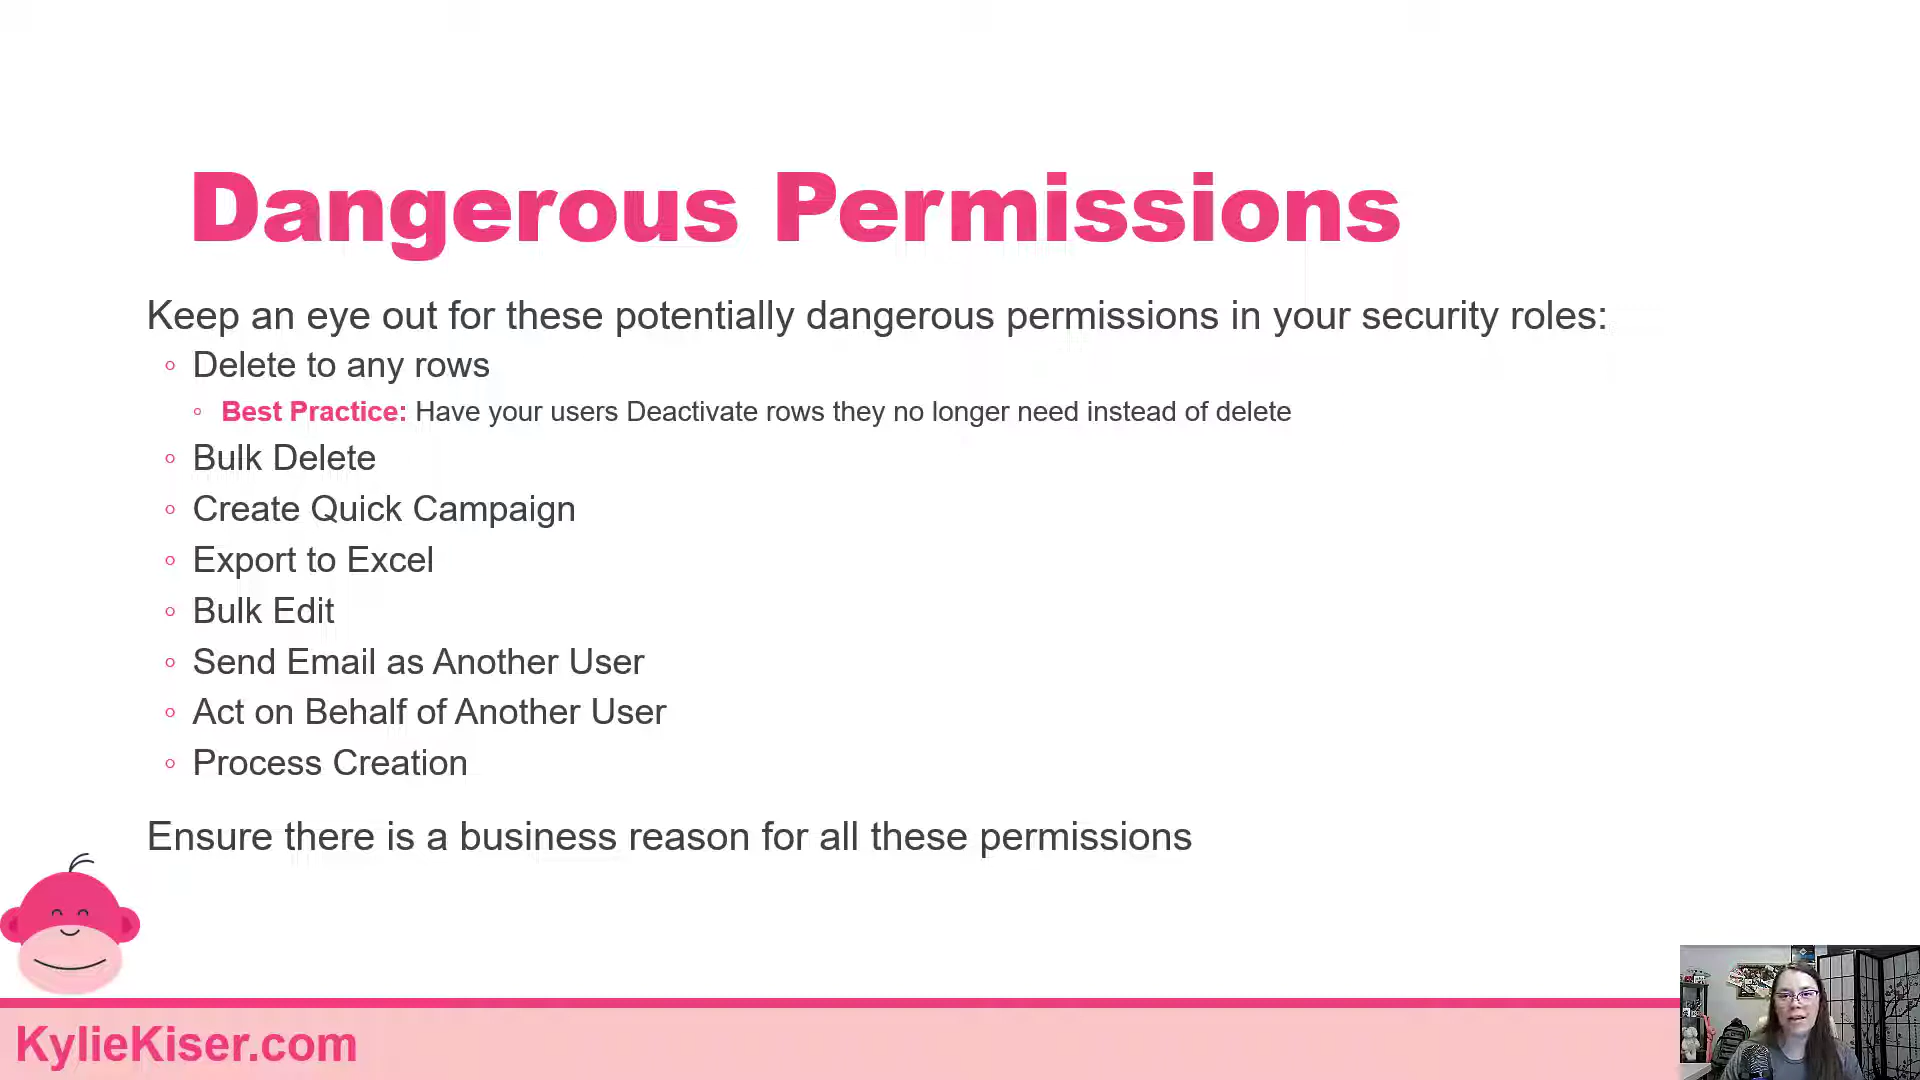 Dangerous Permissions
Keep an eye out for these potentially dangerous permissions in your security roles:
Delete to any rows
Best Practice: Have your users Deactivate rows they no longer need instead of delete
Bulk Delete
Create Quick Campaign
Export to Excel
Bulk Edit
Send Email as Another User
Act on Behalf of Another User
Process Creation
Ensure there is a business reason for all these permissions
KylieKiser.com